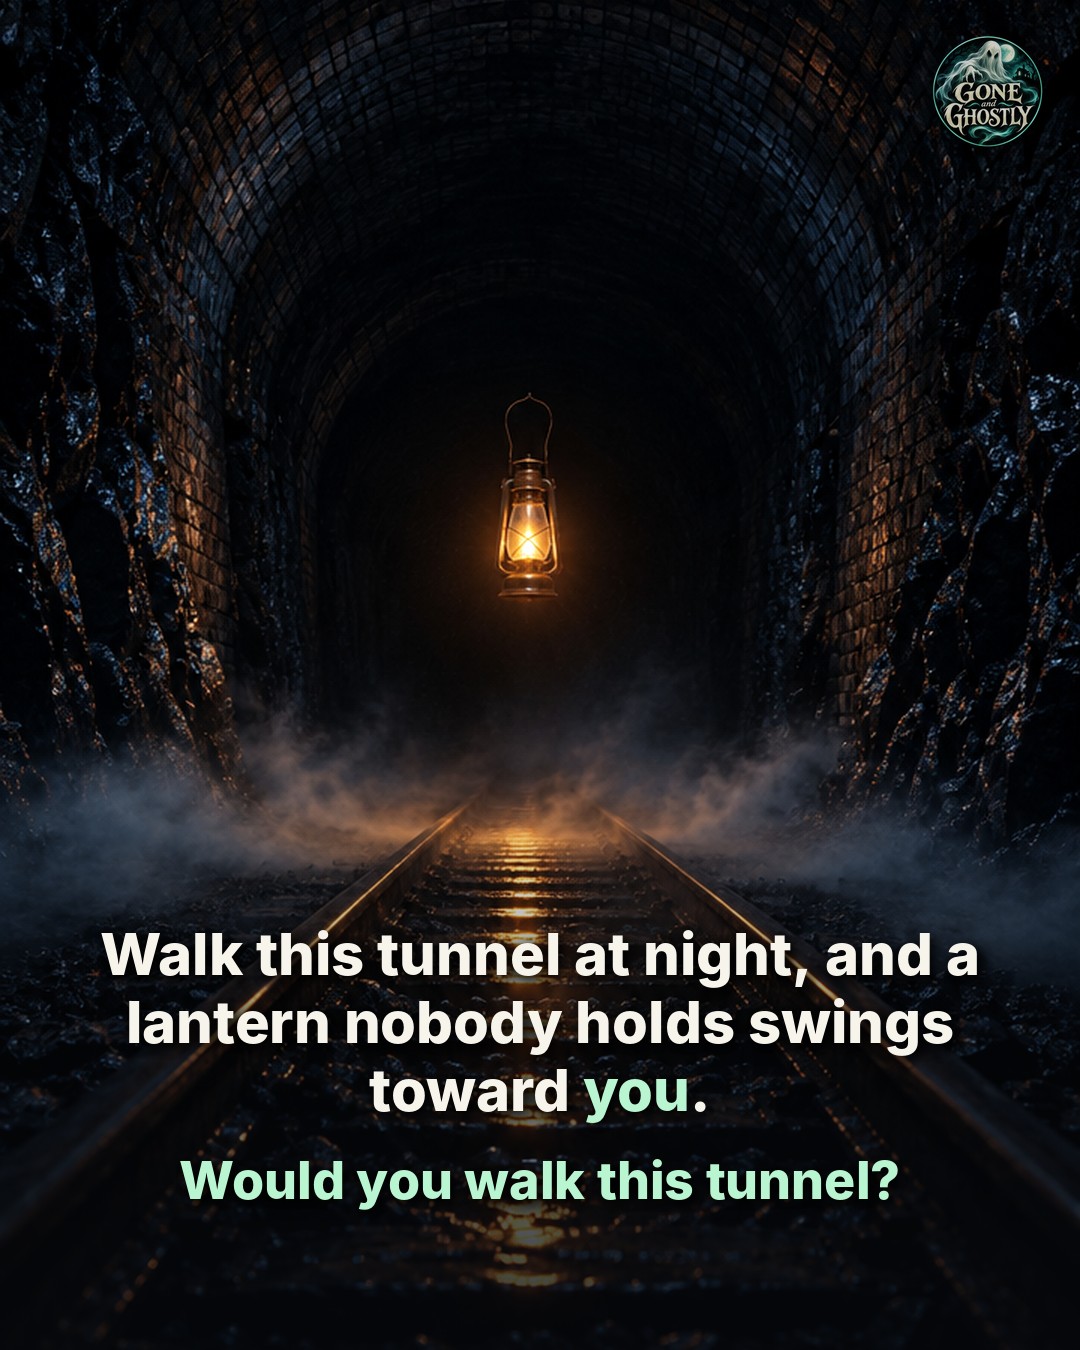 GONE
and
GHOSTLY
Walk this tunnel at night, and a
lantern nobody holds swings
toward you.
Would you walk this tunnel?